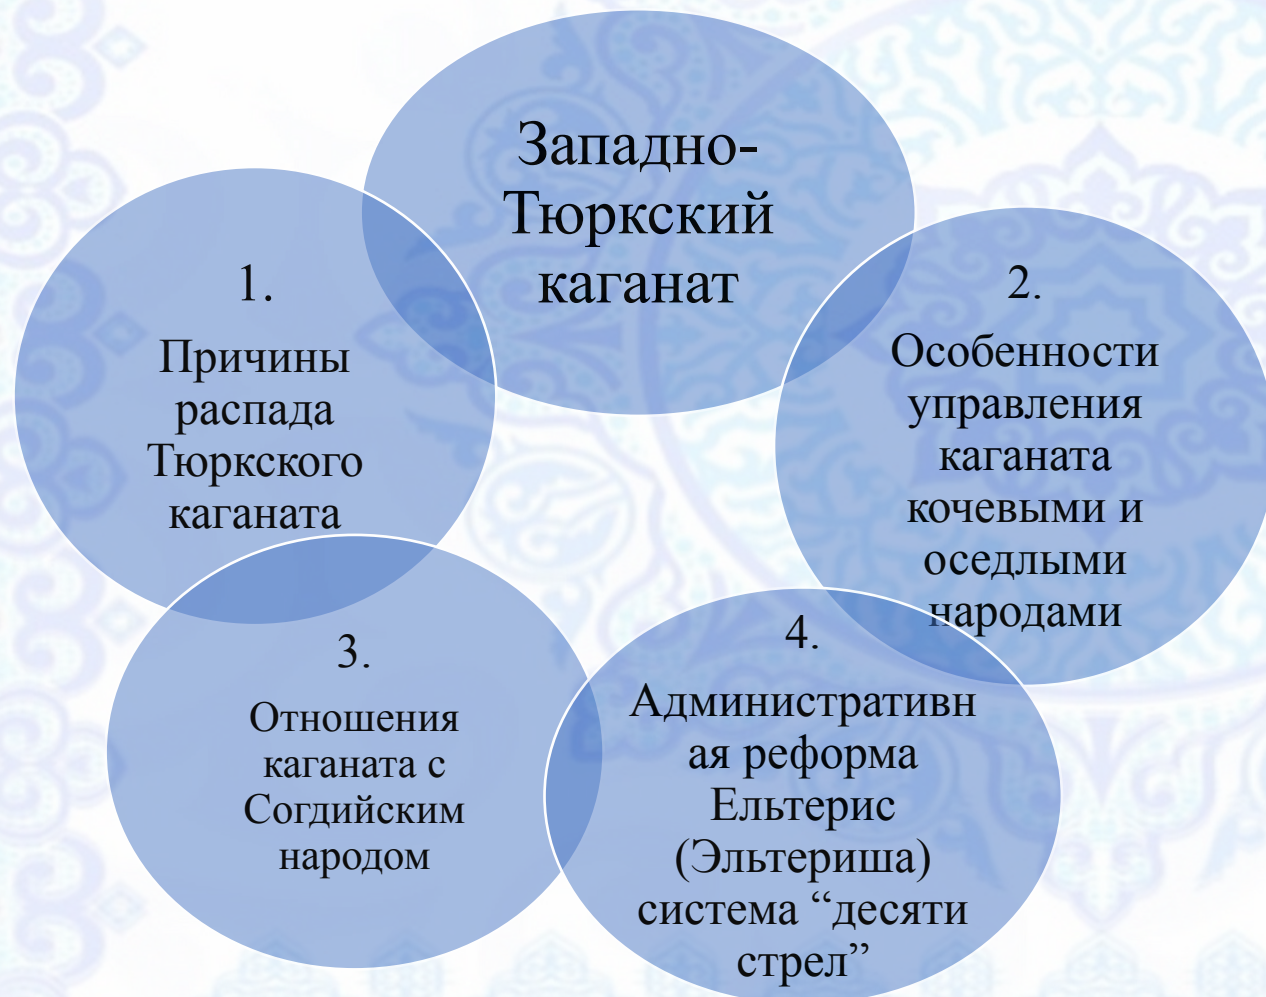 Западно-
Тюркский
каганат
1.
Причины
распада
Тюркского
каганата
2.
Особенности
управления
каганата
кочевыми и
оседлыми
народами
3.
Отношения
каганата с
Согдийским
народом
4.
Административн
ая реформа
Ельтерис
(Эльтериша)
система “десяти
стрел”